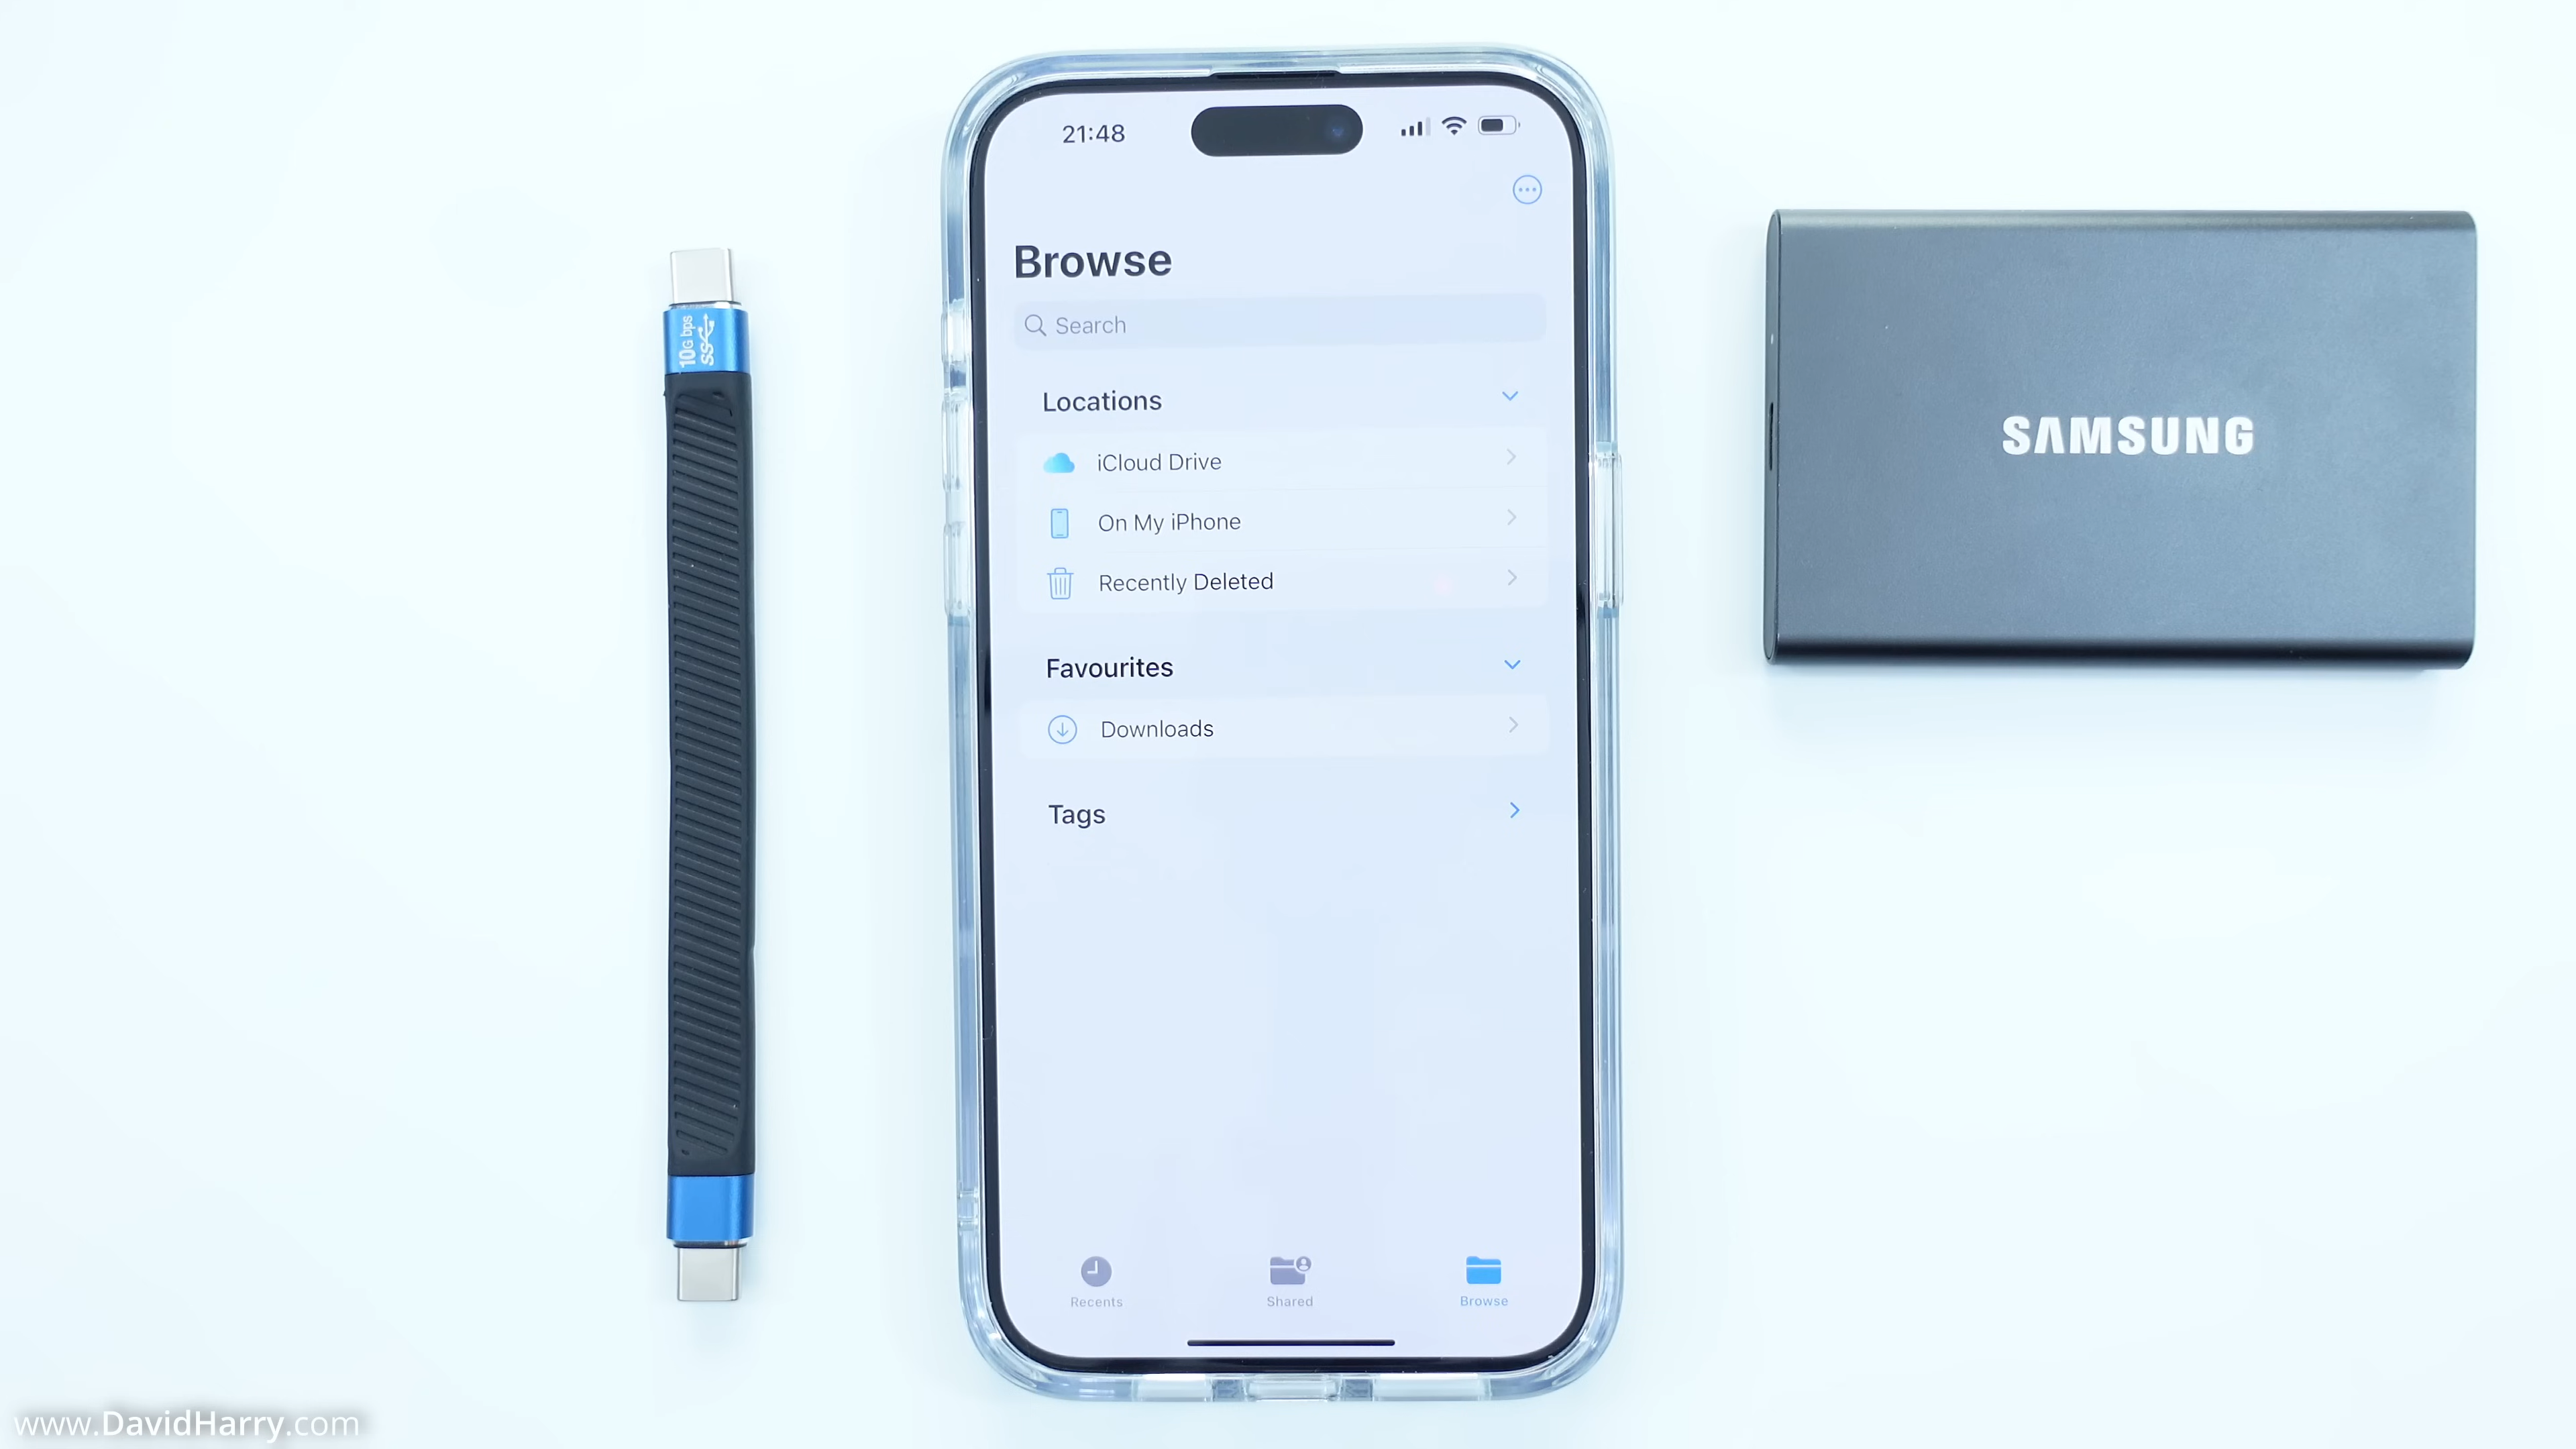 10G bps
SS
21:48
Browse
Search
Locations
iCloud Drive
On My iPhone
Recently Deleted
Favourites
Downloads
Tags
Recents
Shared
Browse
SAMSUNG
www.DavidHarry.com